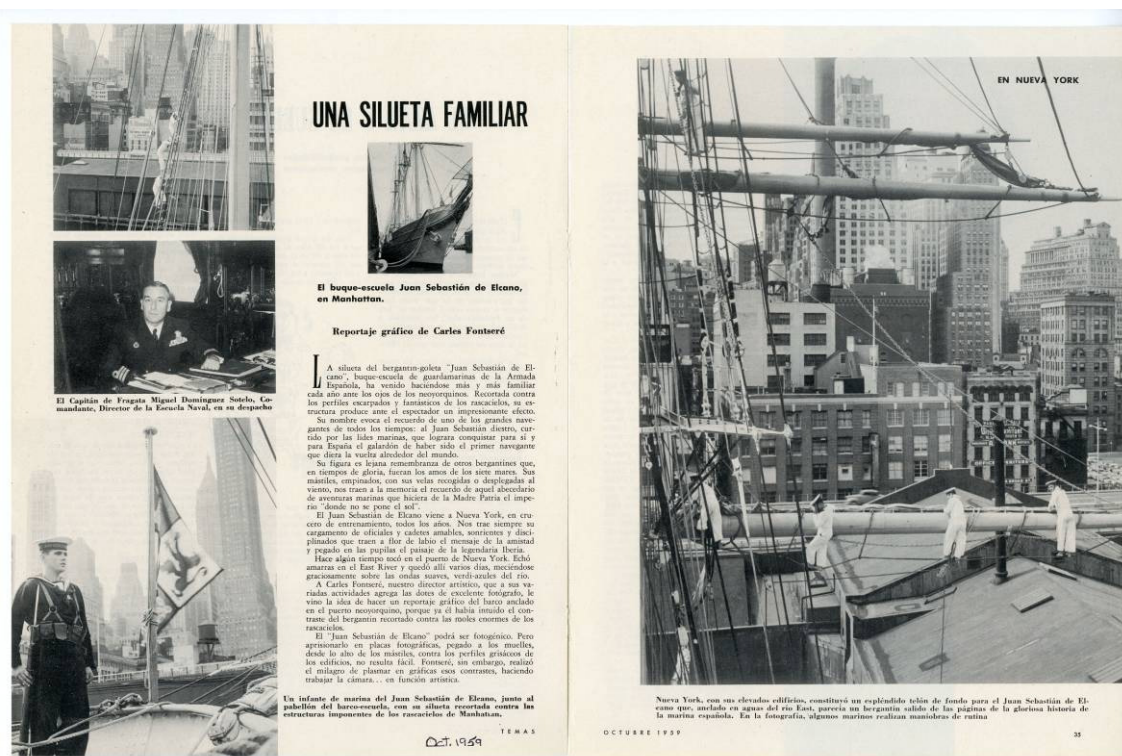 UNA SILUETA FAMILIAR
El buque-escuela Juan Sebastián de Elcano,
en Manhattan.
Reportaje gráfico de Carles Fontseré
LA silueta del bergantín-goleta "Juan Sebastián de El-
cano", buque-escuela de guardamarinas de la Armada
Española, ha venido haciéndose más y más familiar
cada año ante los ojos de los neoyorquinos. Recortada contra
los perfiles escarpados y fantásticos de los rascacielos, su es-
tructura produce ante el espectador un impresionante efecto.
Su nombre evoca el recuerdo de uno de los grandes nave-
gantes de todos los tiempos: al Juan Sebastián diestro, cur-
tido por las lides marinas, que lograra conquistar para sí y
para España el galardón de haber sido el primer navegante
que diera la vuelta alrededor del mundo.
Su figura es lejana remembranza de otros bergantines que,
en tiempos de gloria, fueran los amos de los siete mares. Sus
mástiles, empinados, con sus velas recogidas o desplegadas al
viento, nos traen a la memoria el recuerdo de aquel abecedario
de aventuras marinas que hiciera de la Madre Patria el impe-
rio "donde no se pone el sol".
El Juan Sebastián de Elcano viene a Nueva York, en cru-
cero de entrenamiento, todos los años. Nos trae siempre su
cargamento de oficiales y cadetes amables, sonrientes y disci-
plinados que traen a flor de labio el mensaje de la amistad
y pegado en las pupilas el paisaje de la legendaria Iberia.
Hace algún tiempo tocó en el puerto de Nueva York. Echó
amarras en el East River y quedó allí varios días, meciéndose
graciosamente sobre las ondas suaves, verdi-azules del río.
A Carles Fontseré, nuestro director artístico, que a sus va-
riadas actividades agrega las dotes de excelente fotógrafo, le
vino la idea de hacer un reportaje gráfico del barco anclado
en el puerto neoyorquino, porque ya él había intuído el con-
traste del bergantín recortado contra las moles enormes de los
rascacielos.
El "Juan Sebastián de Elcano" podrá ser fotogénico. Pero
aprisionarlo en placas fotográficas, pegado a los muelles,
desde lo alto de los mástiles, contra los perfiles grisáceos de
los edificios, no resulta fácil. Fontseré, sin embargo, realizó
el milagro de plasmar en gráficas esos contrastes, haciendo
trabajar la cámara... en función artística.
El Capitán de Fragata Miguel Domínguez Sotelo, Co-
mandante, Director de la Escuela Naval, en su despacho
Un infante de marina del Juan Sebastián de Elcano, junto al
pabellón del barco-escuela, con su silueta recortada contra las
estructuras imponentes de los rascacielos de Manhattan.
TEMAS
Oct. 1959
EN NUEVA YORK
Nueva York, con sus elevados edificios, constituyó un espléndido telón de fondo para el Juan Sebastián de El-
cano que, anclado en aguas del río East, parecía un bergantín salido de las páginas de la gloriosa historia de
la marina española. En la fotografía, algunos marinos realizan maniobras de rutina
OCTUBRE 1959
35